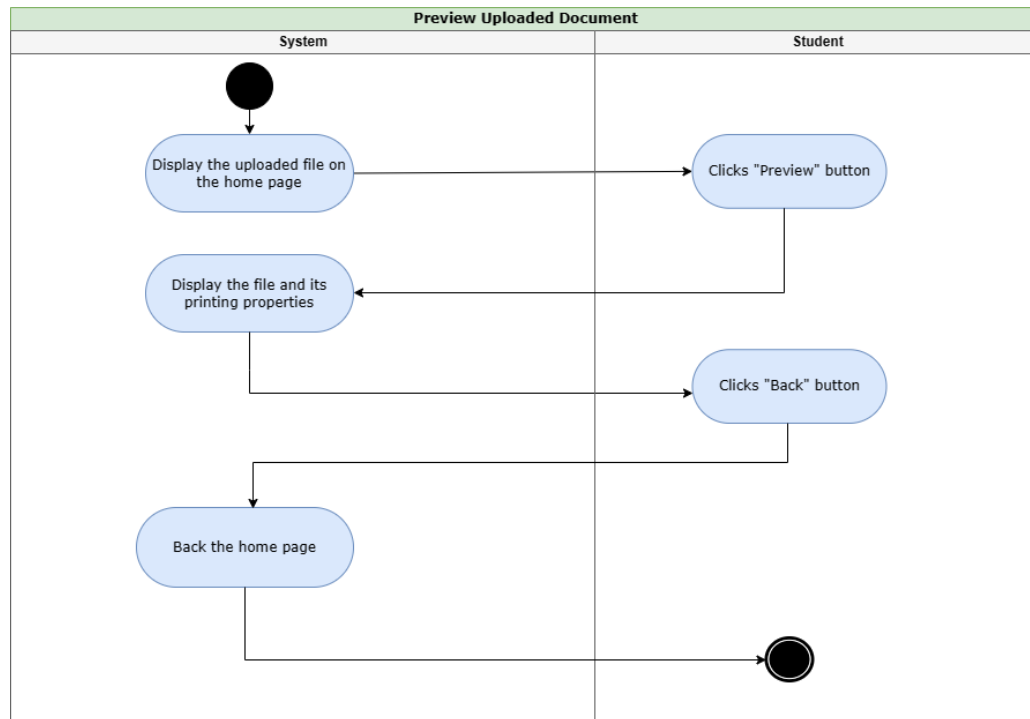 Preview Uploaded Document
System
Student
Display the uploaded file on
the home page
Clicks "Preview" button
Display the file and its
printing properties
Clicks "Back" button
Back the home page